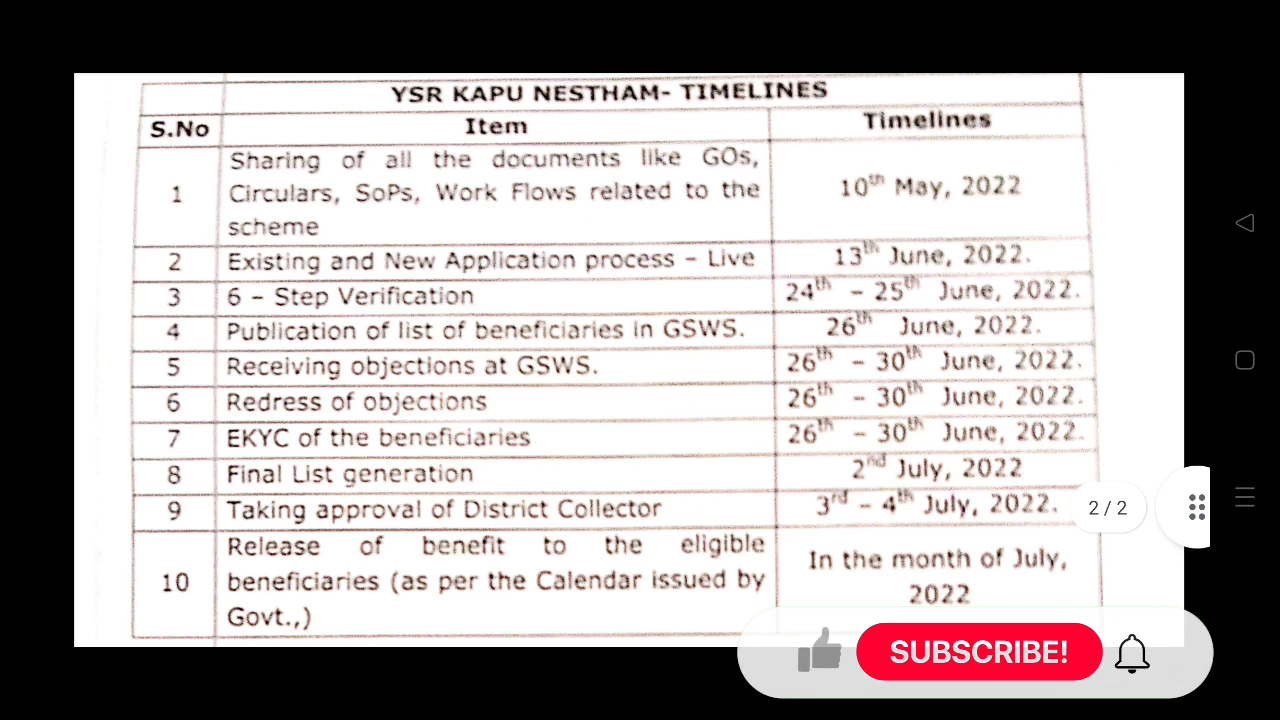 YSR KAPU NESTHAM- TIMELINES
S.No Item Timelines
1 Sharing of all the documents like GOs,
Circulars, SoPs, Work Flows related to the
scheme
10th May, 2022
2 Existing and New Application process – Live 13th June, 2022.
3 6 – Step Verification 24th – 25th June, 2022.
4 Publication of list of beneficiaries in GSWS. 26th June, 2022.
5 Receiving objections at GSWS. 26th – 30th June, 2022.
6 Redress of objections 26th – 30th June, 2022.
7 EKYC of the beneficiaries 26th – 30th June, 2022.
8 Final List generation 2nd July, 2022
9 Taking approval of District Collector 3rd – 4th July, 2022.
10 Release of benefit to the eligible
beneficiaries (as per the Calendar issued by
Govt.,)
In the month of July,
2022
2 / 2
SUBSCRIBE!